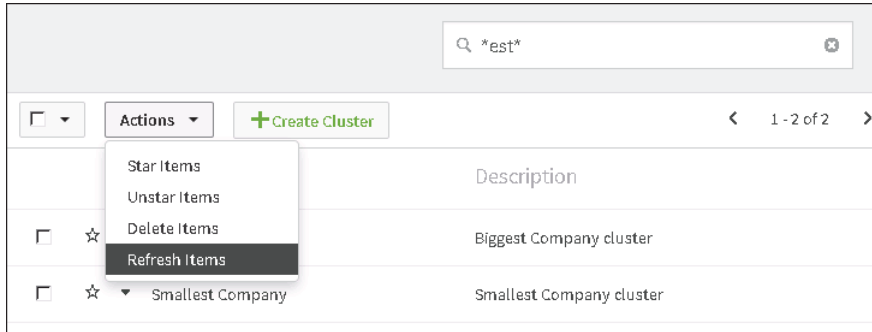 *est*
Actions
Create Cluster
1 - 2 of 2
Star Items
Unstar Items
Description
Delete Items
Biggest Company cluster
Refresh Items
Smallest Company
Smallest Company cluster